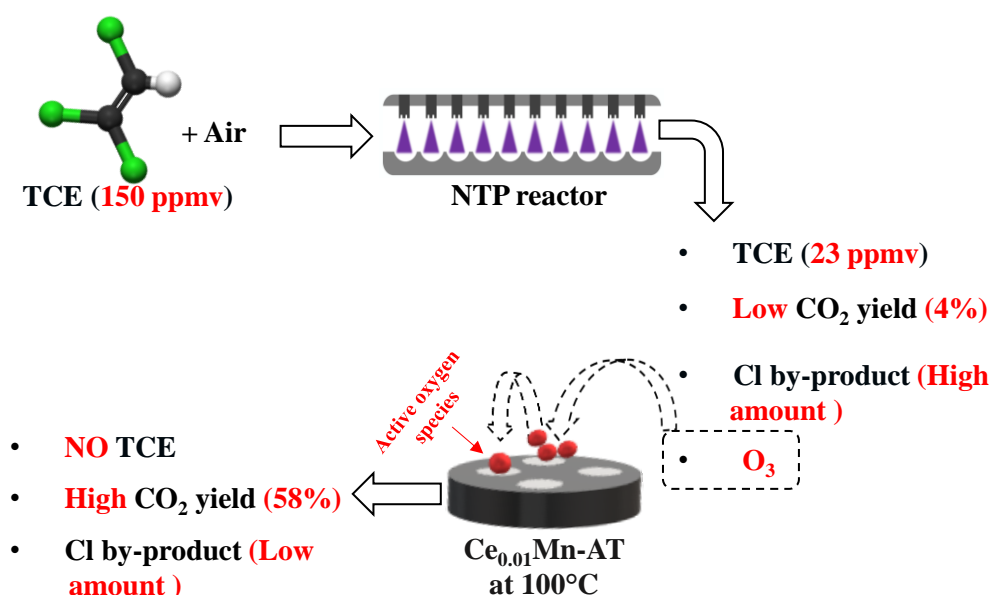 + Air
TCE (150 ppmv)
NTP reactor
• TCE (23 ppmv)
• Low CO₂ yield (4%)
• Cl by-product (High
amount )
• O₃
Active oxygen
species
Ce₀.₀₁Mn-AT
at 100°C
• NO TCE
• High CO₂ yield (58%)
• Cl by-product (Low
amount )